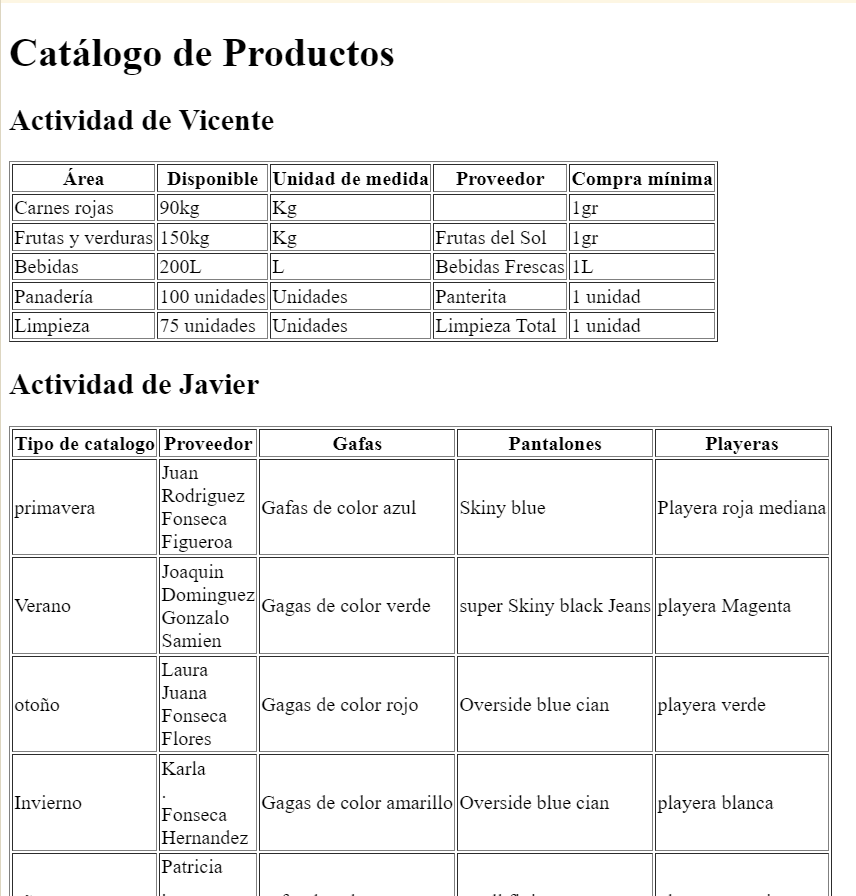 Catálogo de Productos
Actividad de Vicente
Área Disponible Unidad de medida Proveedor Compra mínima
Carnes rojas 90kg Kg 1gr
Frutas y verduras 150kg Kg Frutas del Sol 1gr
Bebidas 200L L Bebidas Frescas 1L
Panadería 100 unidades Unidades Panterita 1 unidad
Limpieza 75 unidades Unidades Limpieza Total 1 unidad
Actividad de Javier
Tipo de catalogo Proveedor Gafas Pantalones Playeras
primavera
Juan
Rodriguez
Fonseca
Figueroa
Gafas de color azul
Skiny blue
Playera roja mediana
Verano
Joaquin
Dominguez
Gonzalo
Samien
Gagas de color verde
super Skiny black Jeans
playera Magenta
otoño
Laura
Juana
Fonseca
Flores
Gagas de color rojo
Overside blue cian
playera verde
Invierno
Karla
.
Fonseca
Hernandez
Gagas de color amarillo
Overside blue cian
playera blanca
Patricia